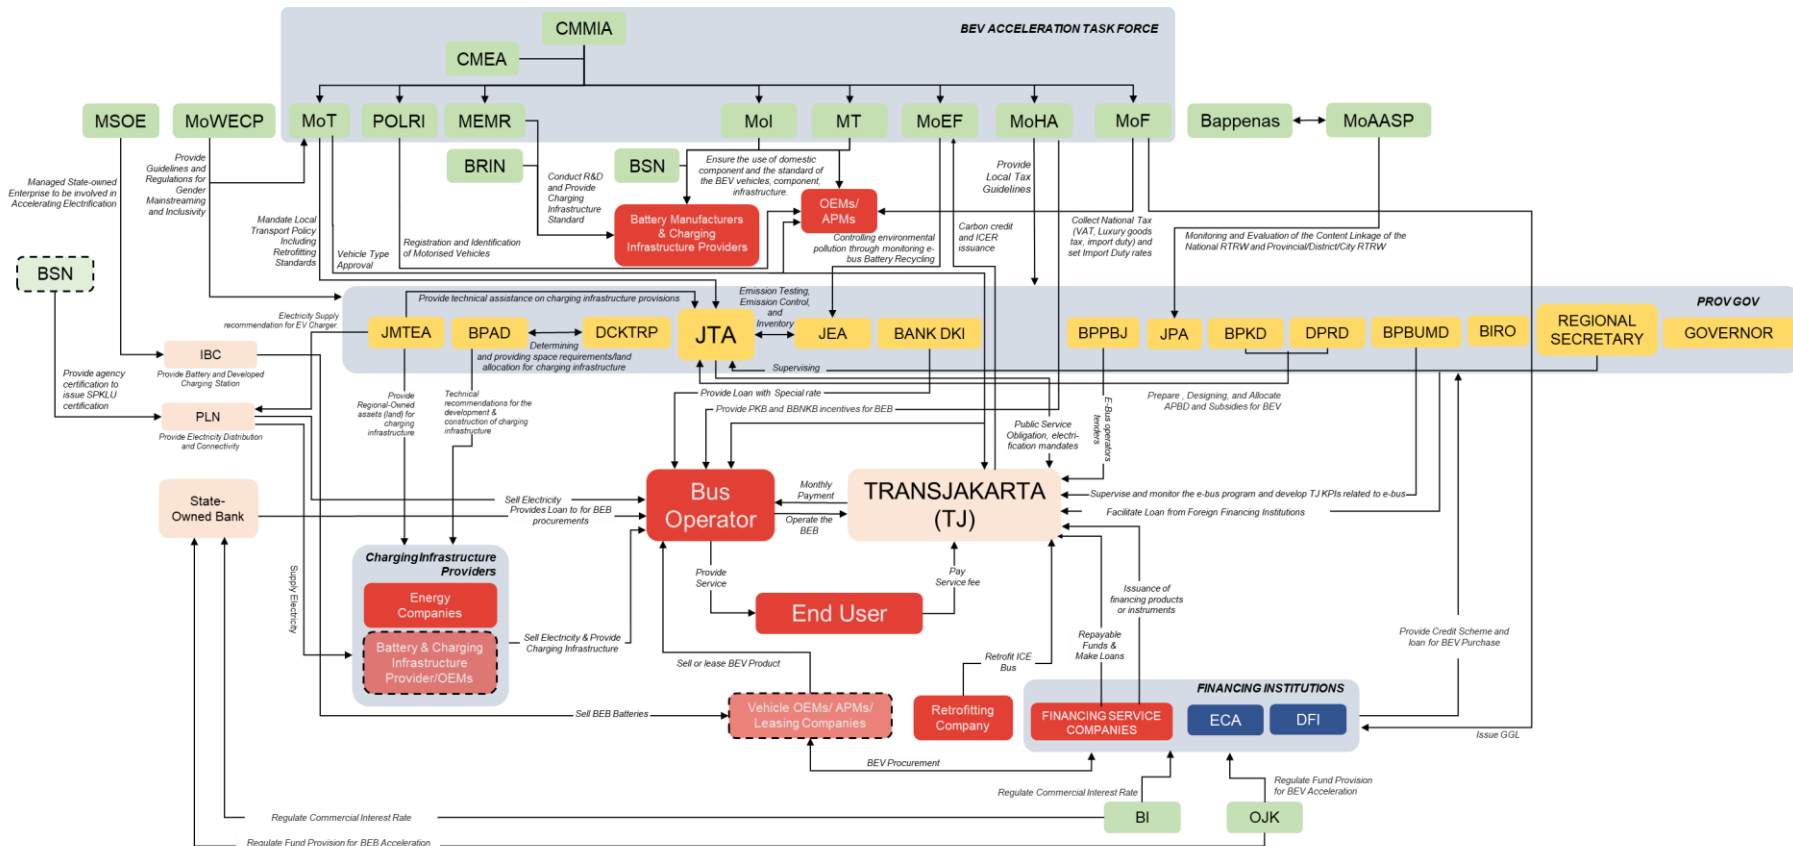 CMMIA
BEV ACCELERATION TASK FORCE
CMEA
MSOE
MoWECP
MoT
POLRI
MEMR
MoI
MT
MoEF
MoHA
MoF
Bappenas
MoAASP
BRIN
BSN
Managed State-owned
Enterprise to be involved in
Accelerating Electrification
Provide
Guidelines and
Regulations for
Gender
Mainstreaming
and Inclusivity
Mandate Local
Transport Policy
Including
Retrofitting
Standards
Vehicle Type
Approval
Registration and Identification
of Motorised Vehicles
Conduct R&D
and Provide
Charging
Infrastructure
Standard
Ensure the use of domestic
component and the standard of
the BEV vehicles, component,
infrastructure.
Battery Manufacturers
& Charging
Infrastructure Providers
OEMs/
APMs
Controlling environmental
pollution through monitoring e-
bus Battery Recycling
Carbon credit
and ICER
issuance
Provide
Local Tax
Guidelines
Collect National Tax
(VAT, Luxury goods
tax, import duty) and
set Import Duty rates
Monitoring and Evaluation of the Content Linkage of the
National RTRW and Provincial/District/City RTRW
BSN
Provide technical assistance on charging infrastructure provisions
Emission Testing,
Emission Control,
and
Inventory
PROV GOV
Electricity Supply
recommendation for EV Charger.
JMTEA
BPAD
DCKTRP
JTA
JEA
BANK DKI
BPPBJ
JPA
BPKD
DPRD
BPBUMD
BIRO
REGIONAL
SECRETARY
GOVERNOR
Determining
and providing space requirements/land
allocation for charging infrastructure
Supervising
IBC
Provide Battery and Developed
Charging Station
Provide agency
certification to
issue SPKLU
certification
PLN
Provide Electricity Distribution
and Connectivity
Provide
Regional-Owned
assets (land) for
charging
infrastructure
Technical
recommendations for the
development &
construction of charging
infrastructure
Provide Loan with Special rate
Provide PKB and BBNKB incentives for BEB
Public Service
Obligation, electri-
fication mandates
E-Bus operators
tenders
Prepare , Designing, and Allocate
APBD and Subsidies for BEV
State-
Owned Bank
Sell Electricity
Provides Loan to for BEB
procurements
Bus
Operator
Monthly
Payment
Operate the
BEB
TRANSJAKARTA
(TJ)
Supervise and monitor the e-bus program and develop TJ KPIs related to e-bus
Facilitate Loan from Foreign Financing Institutions
Charging Infrastructure
Providers
Energy
Companies
Battery & Charging
Infrastructure
Provider/OEMs
Supply Electricity
Sell Electricity & Provide
Charging Infrastructure
Provide
Service
Pay
Service fee
End User
Issuance of
financing products
or instruments
Repayable
Funds &
Make Loans
Provide Credit Scheme and
loan for BEV Purchase
Sell or lease BEV Product
Retrofit ICE
Bus
Sell BEB Batteries
Vehicle OEMs/ APMs/
Leasing Companies
Retrofitting
Company
FINANCING INSTITUTIONS
FINANCING SERVICE
COMPANIES
ECA
DFI
Issue GGL
BEV Procurement
Regulate Commercial Interest Rate
Regulate Fund Provision
for BEV Acceleration
Regulate Commercial Interest Rate
BI
OJK
Regulate Fund Provision for BEB Acceleration